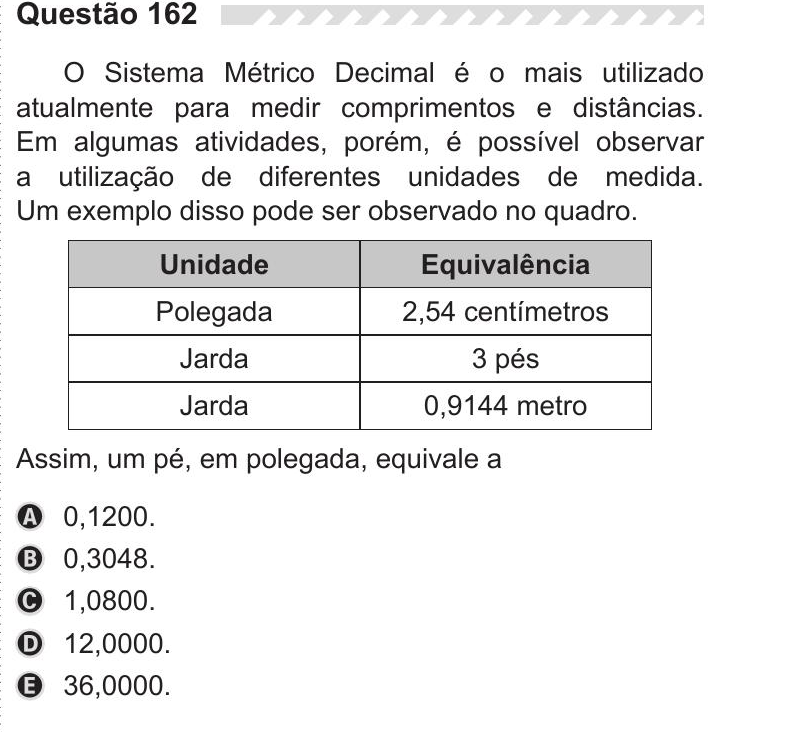 Questão 162
O Sistema Métrico Decimal é o mais utilizado
atualmente para medir comprimentos e distâncias.
Em algumas atividades, porém, é possível observar
a utilização de diferentes unidades de medida.
Um exemplo disso pode ser observado no quadro.
Unidade Equivalência
Polegada 2,54 centímetros
Jarda 3 pés
Jarda 0,9144 metro
Assim, um pé, em polegada, equivale a
A 0,1200.
B 0,3048.
C 1,0800.
D 12,0000.
E 36,0000.